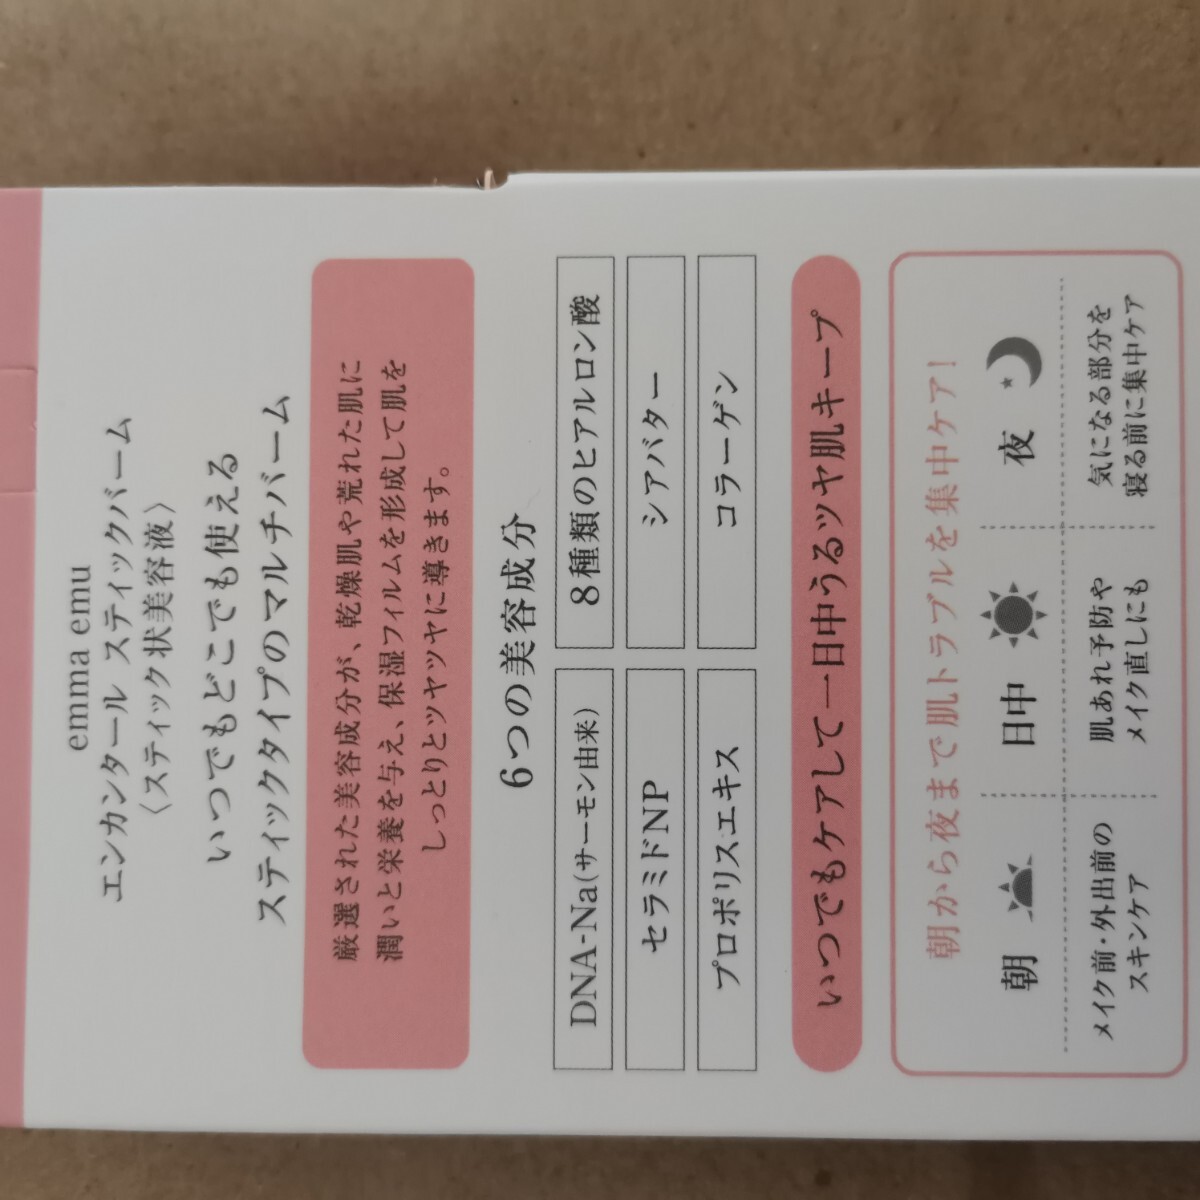 emma emu
エンカンタール スティックバーム
〈スティック状美容液〉
いつでもどこでも使える
スティックタイプのマルチバーム
厳選された美容成分が、乾燥肌や荒れた肌に
潤いと栄養を与え、保湿フィルムを形成して肌を
しっとりとツヤツヤに導きます。
6つの美容成分
DNA-Na(サーモン由来)
8種類のヒアルロン酸
セラミドNP
シアバター
プロポリスエキス
コラーゲン
いつでもケアして一日中うるツヤ肌キープ
朝から夜まで肌トラブルを集中ケア!
朝
日中
夜
メイク前・外出前の
スキンケア
肌あれ予防や
メイク直しにも
気になる部分を
寝る前に集中ケア